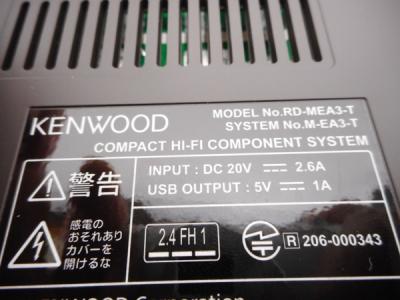 KENWOOD
MODEL No.RD-MEA3-T
SYSTEM No.M-EA3-T
COMPACT HI-FI COMPONENT SYSTEM
警告
INPUT : DC 20V ⎓ 2.6A
USB OUTPUT : 5V ⎓ 1A
感電の
おそれあり
カバーを
開けるな
2.4 FH 1
R 206-000343
KENWOOD Corporation